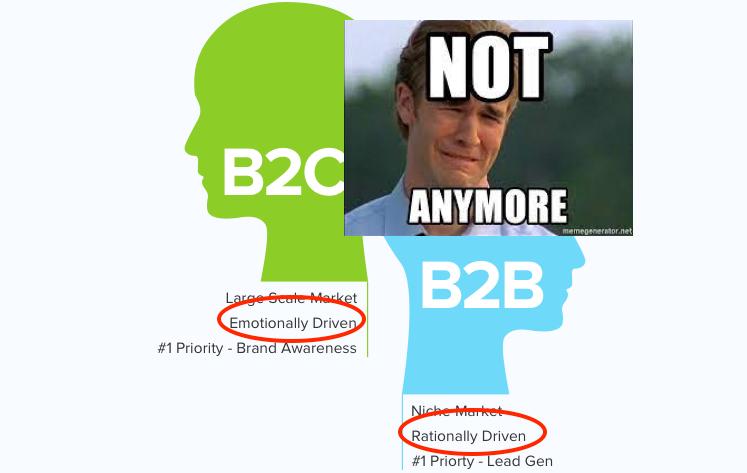 NOT
ANYMORE
memegenerator.net
B2C
Large Scale Market
Emotionally Driven
#1 Priority - Brand Awareness
B2B
Niche Market
Rationally Driven
#1 Priorty - Lead Gen